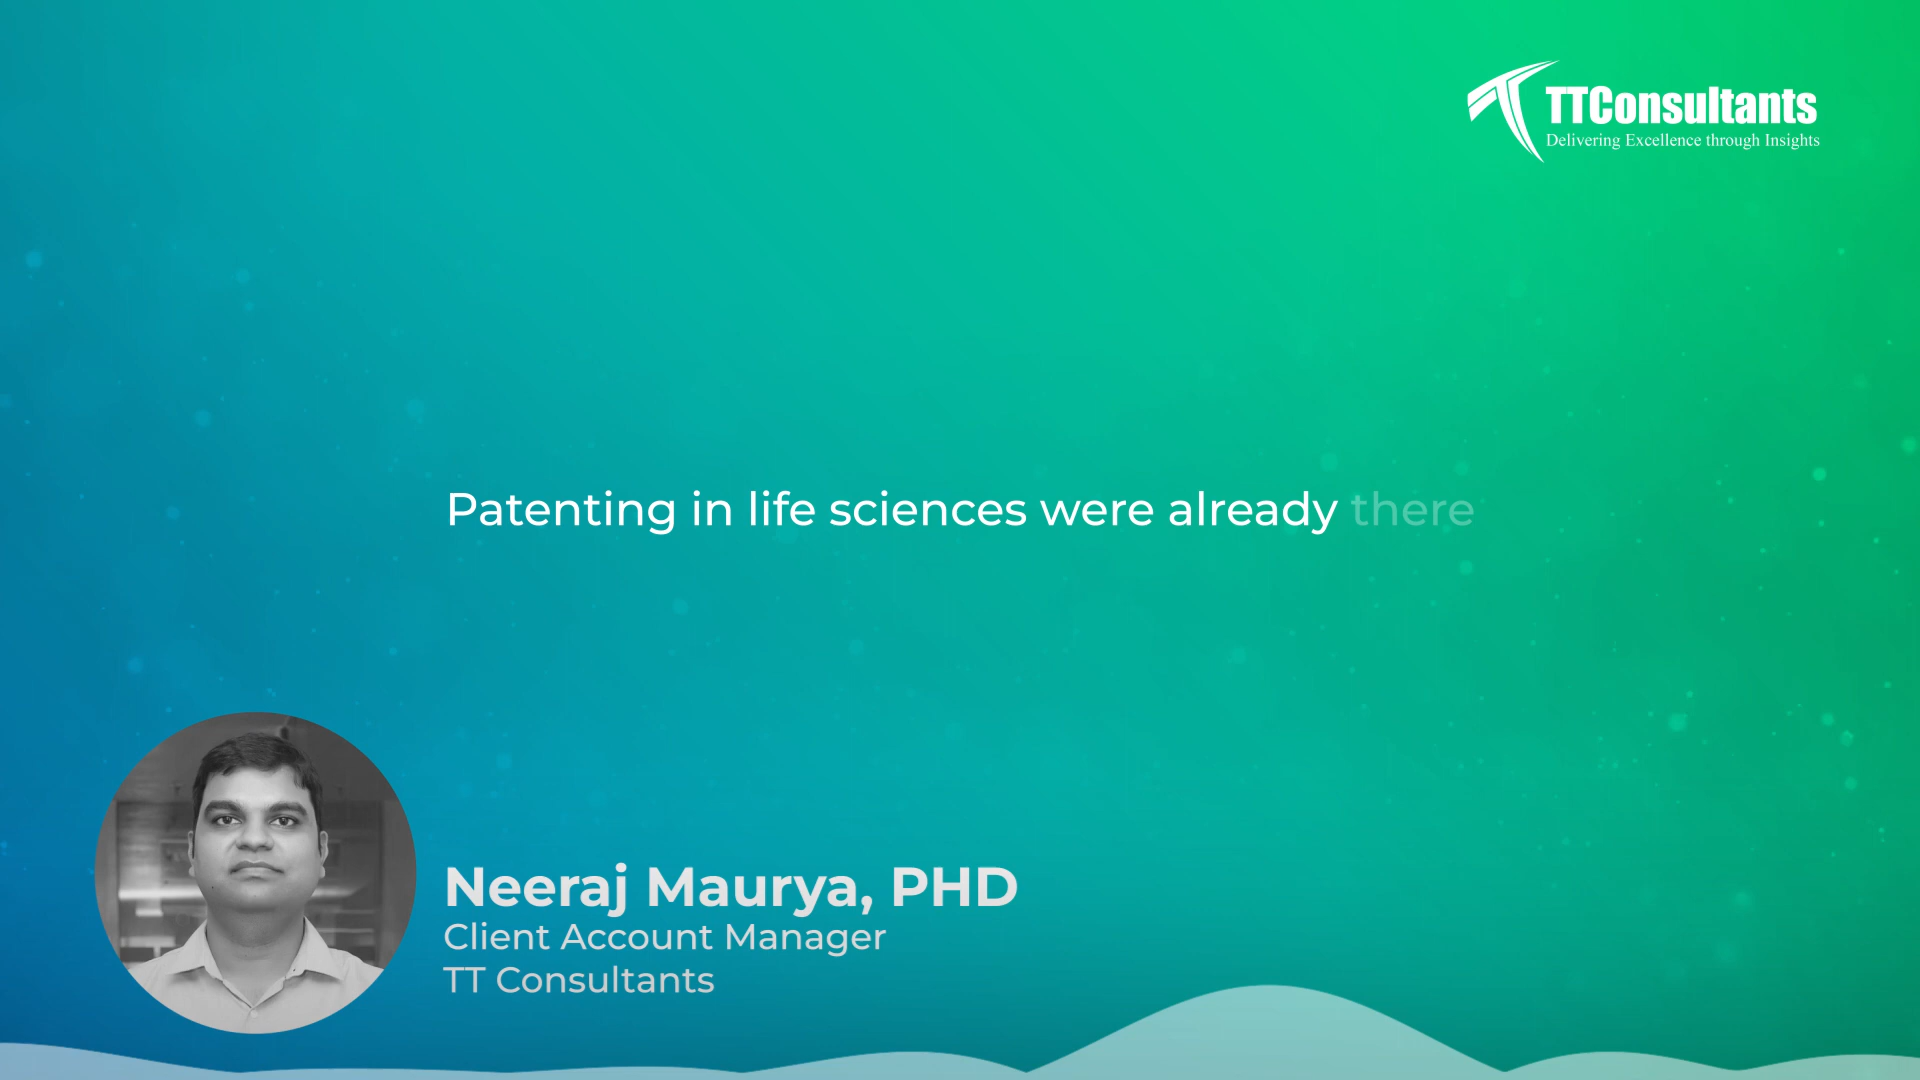 TTConsultants
Delivering Excellence through Insights
Patenting in life sciences were already there
Neeraj Maurya, PHD
Client Account Manager
TT Consultants